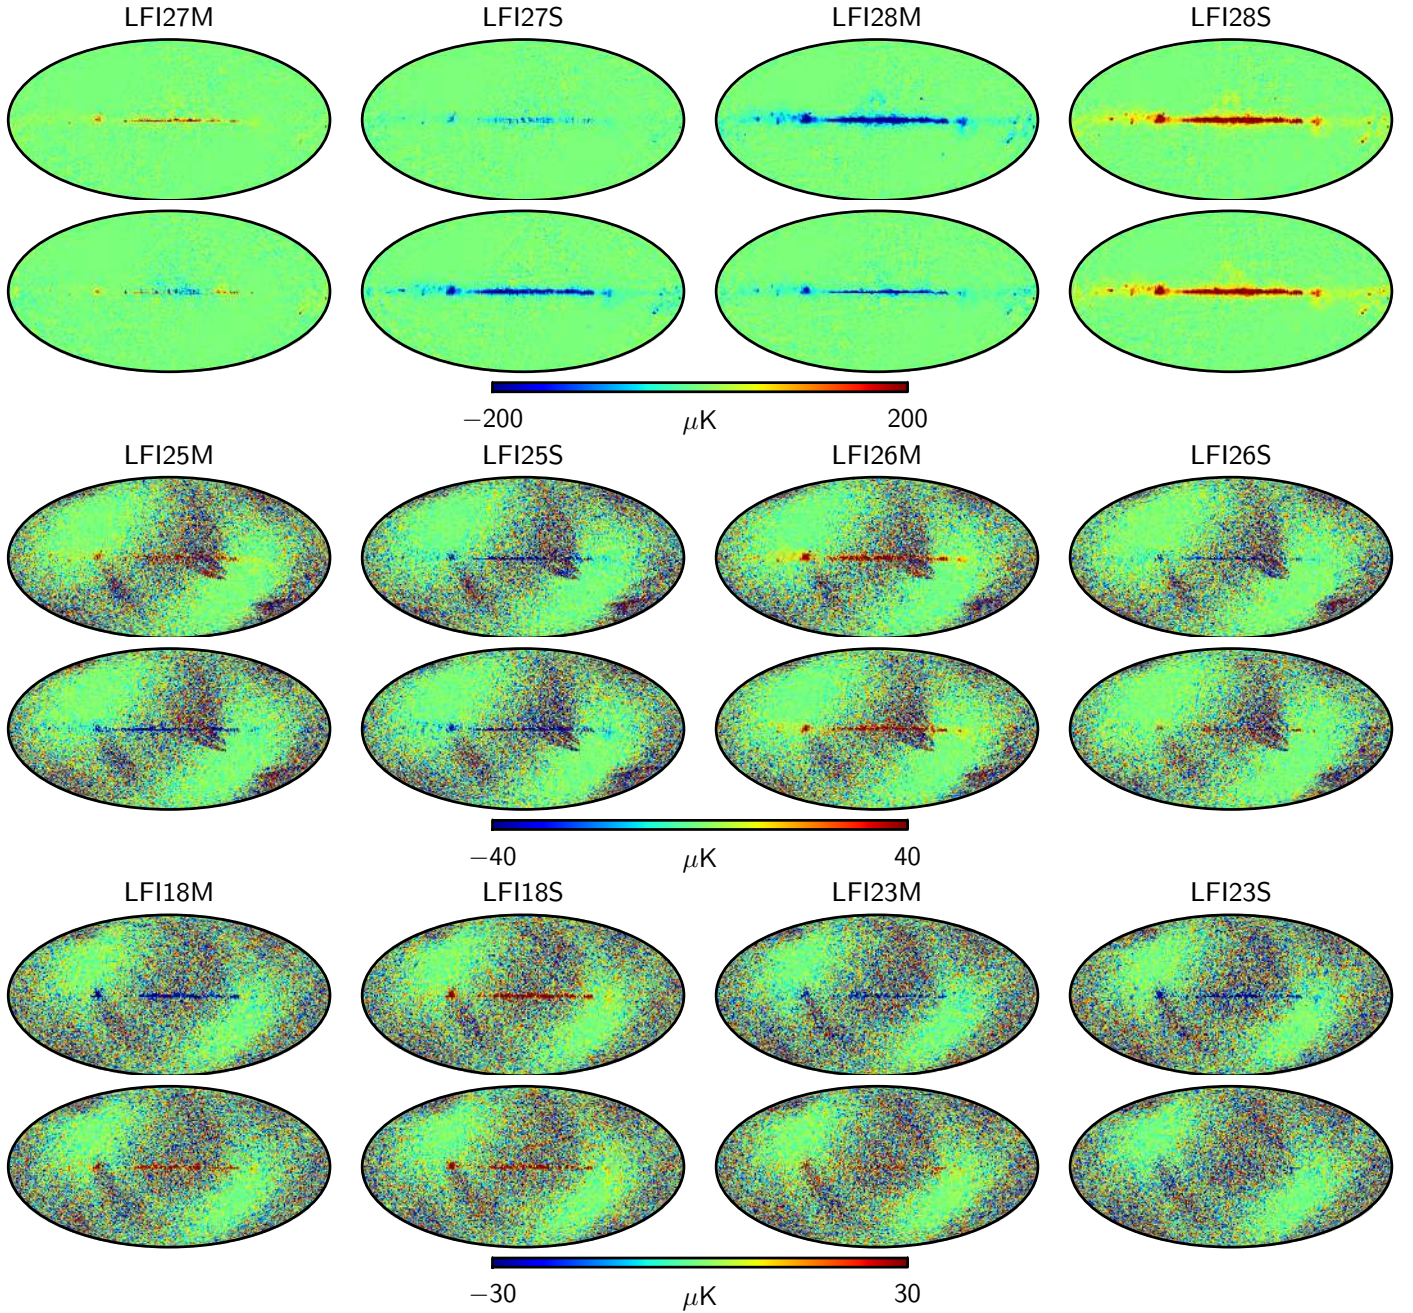 LFI27M LFI27S LFI28M LFI28S
−200 μK 200
LFI25M LFI25S LFI26M LFI26S
−40 μK 40
LFI18M LFI18S LFI23M LFI23S
−30 μK 30